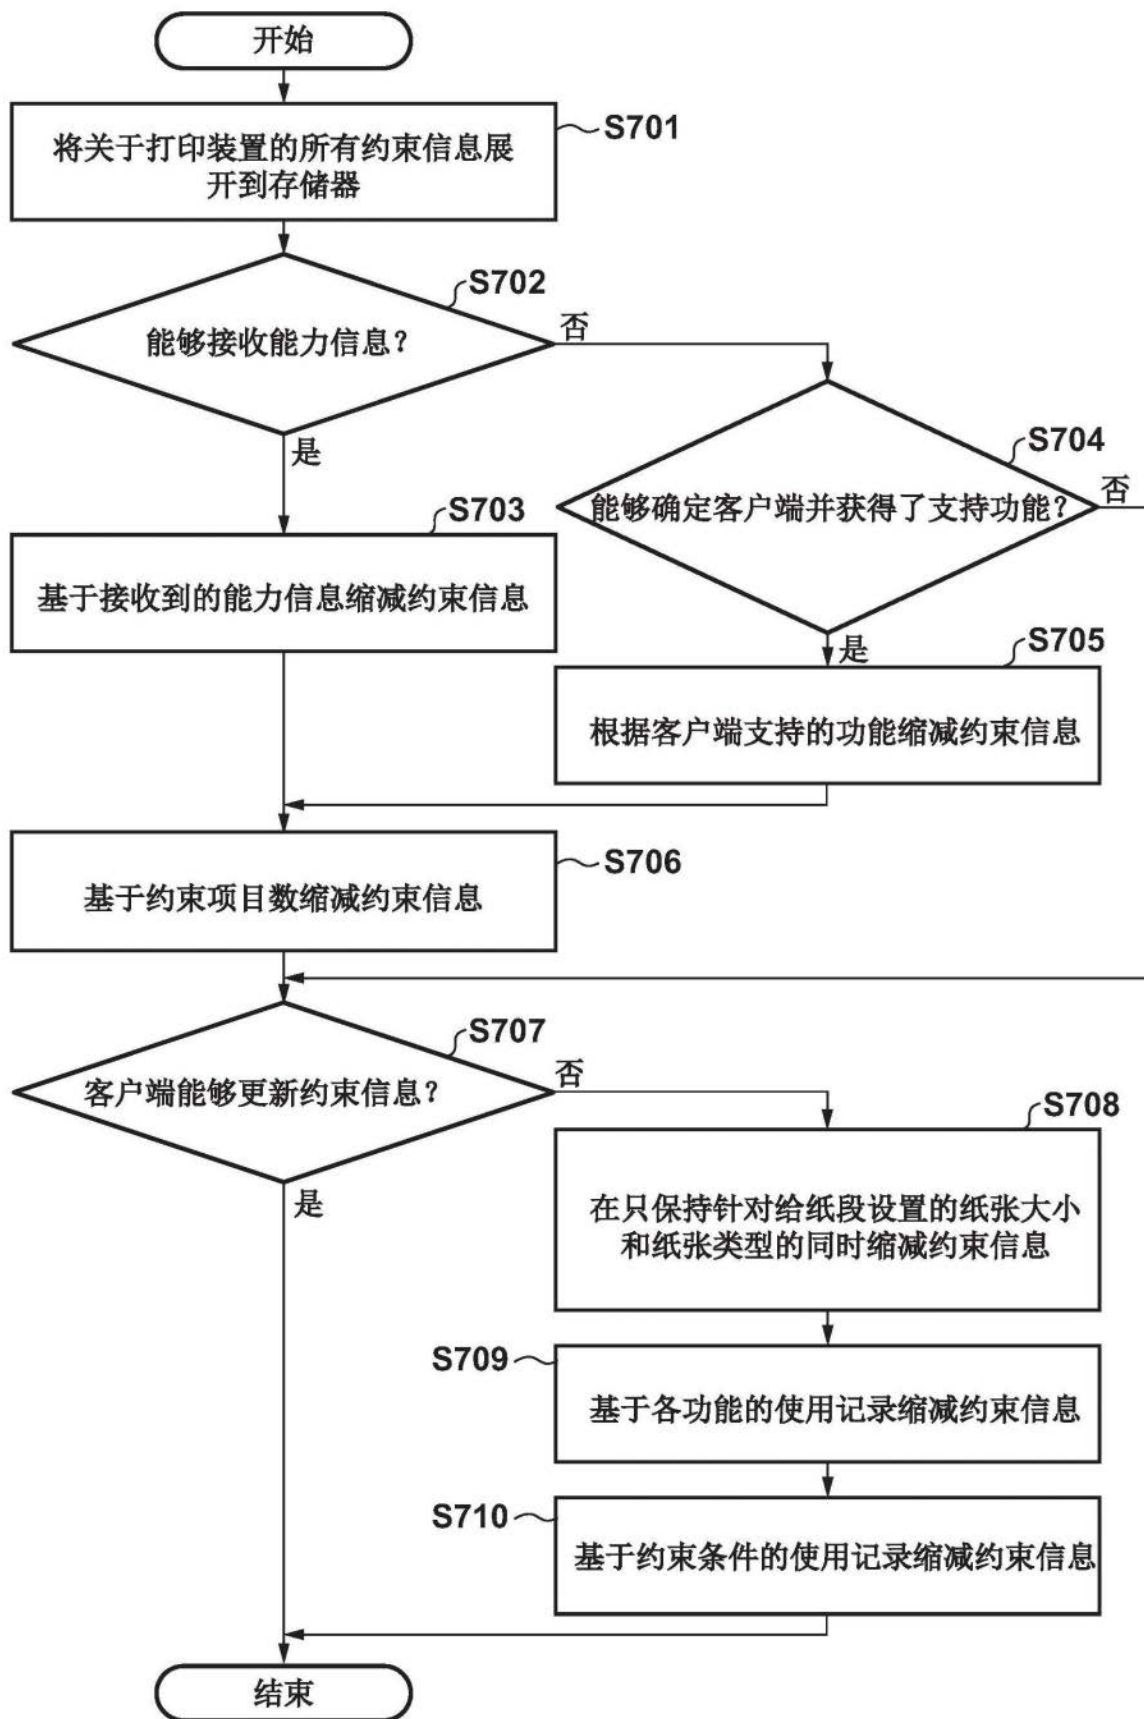 开始
S701
将关于打印装置的所有约束信息展
开到存储器
S702
能够接收能力信息？
否
是
S704
能够确定客户端并获得了支持功能？
否
S703
基于接收到的能力信息缩减约束信息
是
S705
根据客户端支持的功能缩减约束信息
S706
基于约束项目数缩减约束信息
S707
客户端能够更新约束信息？
否
是
S708
在只保持针对给纸段设置的纸张大小
和纸张类型的同时缩减约束信息
S709
基于各功能的使用记录缩减约束信息
S710
基于约束条件的使用记录缩减约束信息
结束